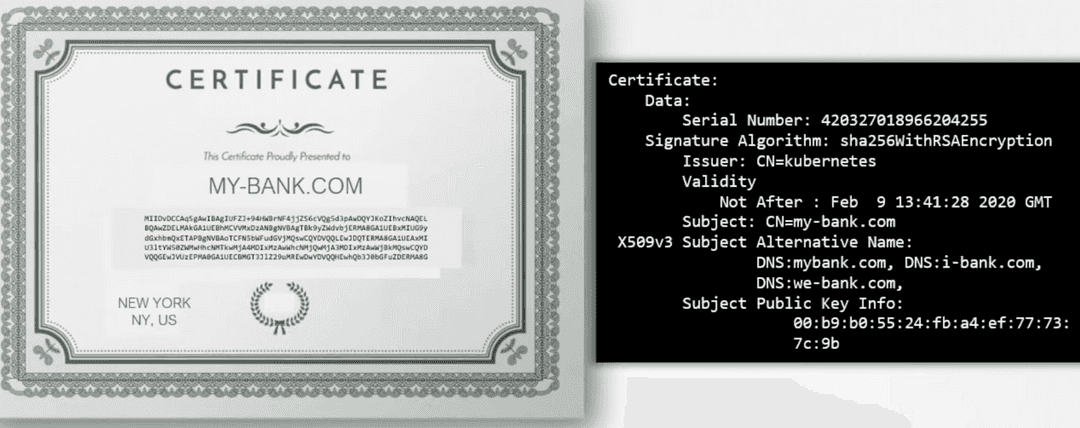 CERTIFICATE
This Certificate Proudly Presented to
MY-BANK.COM
NEW YORK
NY, US
Certificate:
Data:
Serial Number: 420327018966204255
Signature Algorithm: sha256WithRSAEncryption
Issuer: CN=kubernetes
Validity
Not After : Feb 9 13:41:28 2020 GMT
Subject: CN=my-bank.com
X509v3 Subject Alternative Name:
DNS:mybank.com, DNS:i-bank.com,
DNS:we-bank.com,
Subject Public Key Info:
00:b9:b0:55:24:fb:a4:ef:77:73:
7c:9b